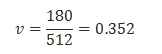 v = 180/512 = 0.352